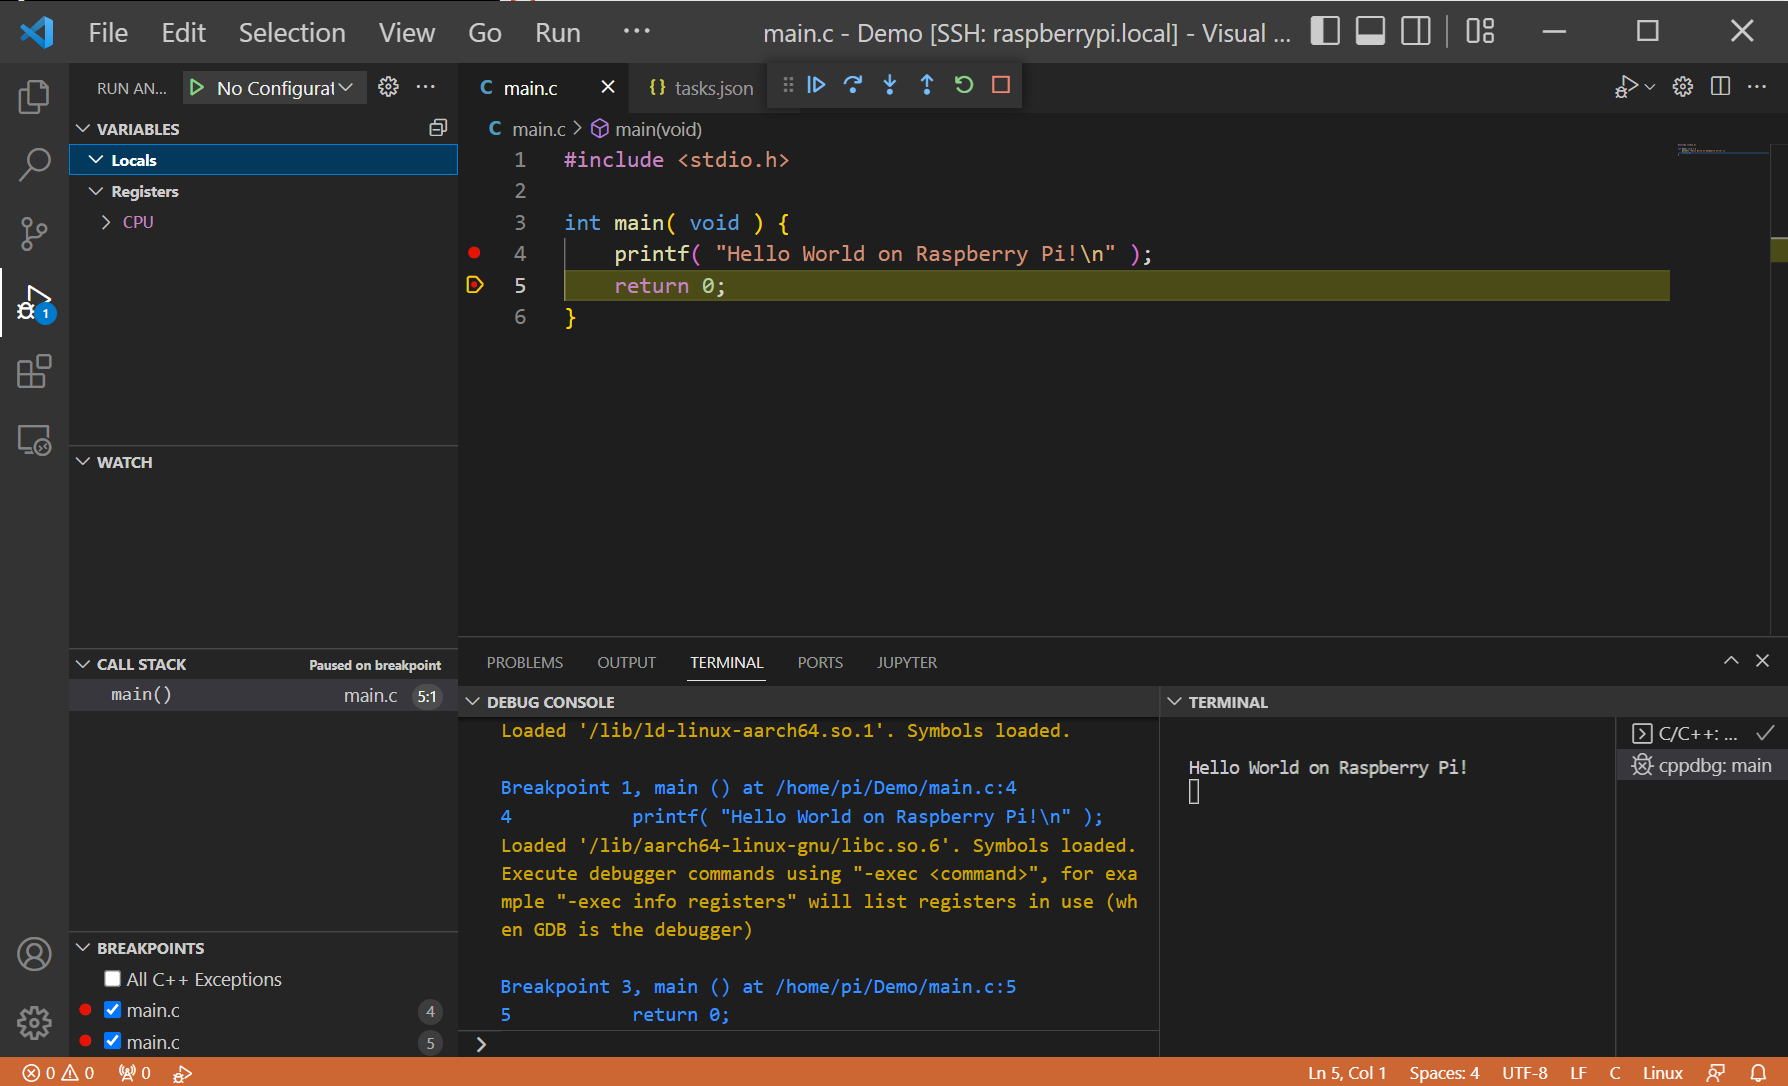 File Edit Selection View Go Run ··· main.c - Demo [SSH: raspberrypi.local] - Visual ...
RUN AN... No Configurat
main.c tasks.json
VARIABLES
Locals
Registers
CPU
C main.c > main(void)
1 #include <stdio.h>
2
3 int main( void ) {
4 printf( "Hello World on Raspberry Pi!\n" );
5 return 0;
6 }
1
WATCH
CALL STACK Paused on breakpoint
main() main.c 5:1
BREAKPOINTS
All C++ Exceptions
main.c 4
main.c 5
PROBLEMS OUTPUT TERMINAL PORTS JUPYTER
DEBUG CONSOLE
Loaded '/lib/ld-linux-aarch64.so.1'. Symbols loaded.
Breakpoint 1, main () at /home/pi/Demo/main.c:4
4 printf( "Hello World on Raspberry Pi!\n" );
Loaded '/lib/aarch64-linux-gnu/libc.so.6'. Symbols loaded.
Execute debugger commands using "-exec <command>", for exa
mple "-exec info registers" will list registers in use (wh
en GDB is the debugger)
Breakpoint 3, main () at /home/pi/Demo/main.c:5
5 return 0;
>
TERMINAL
Hello World on Raspberry Pi!
C/C++: ...
cppdbg: main
0 0 0 Ln 5, Col 1 Spaces: 4 UTF-8 LF C Linux